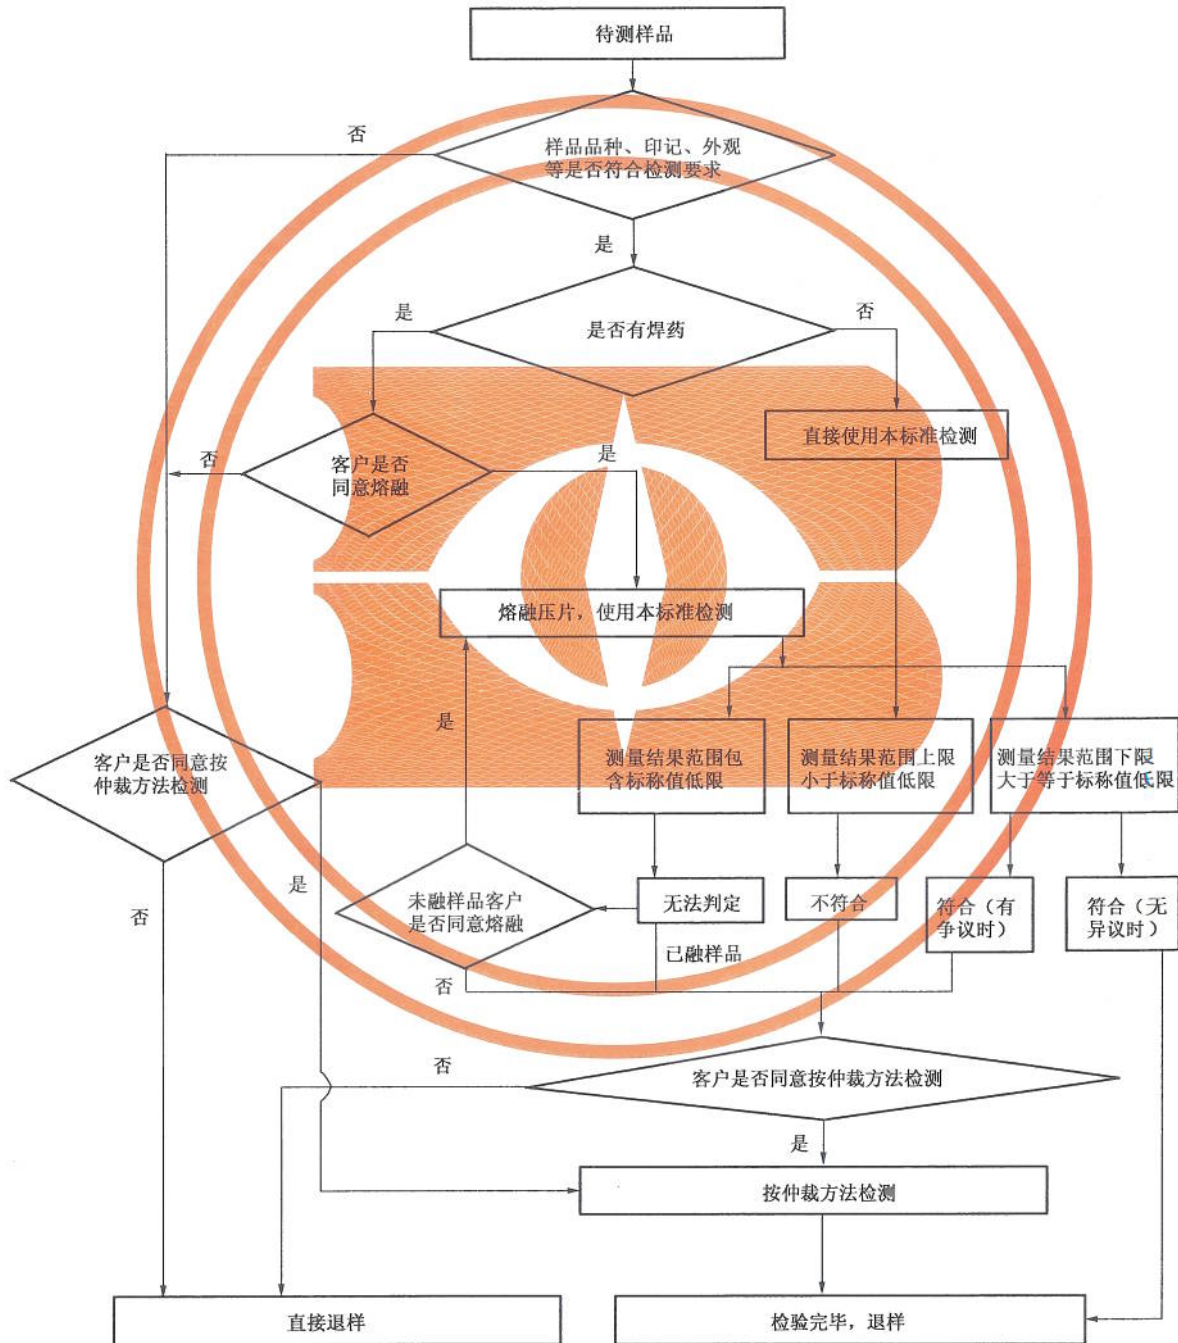 待测样品
否
样品品种、印记、外观
等是否符合检测要求
是
是
是否有焊药
否
直接使用本标准检测
否
客户是否
同意熔融
是
熔融压片，使用本标准检测
是
客户是否同意按
仲裁方法检测
测量结果范围包
含标称值低限
测量结果范围上限
小于标称值低限
测量结果范围下限
大于等于标称值低限
是
否
未融样品客户
是否同意熔融
无法判定
不符合
符合（有
争议时）
符合（无
异议时）
已融样品
否
否
客户是否同意按仲裁方法检测
是
按仲裁方法检测
直接退样
检验完毕，退样